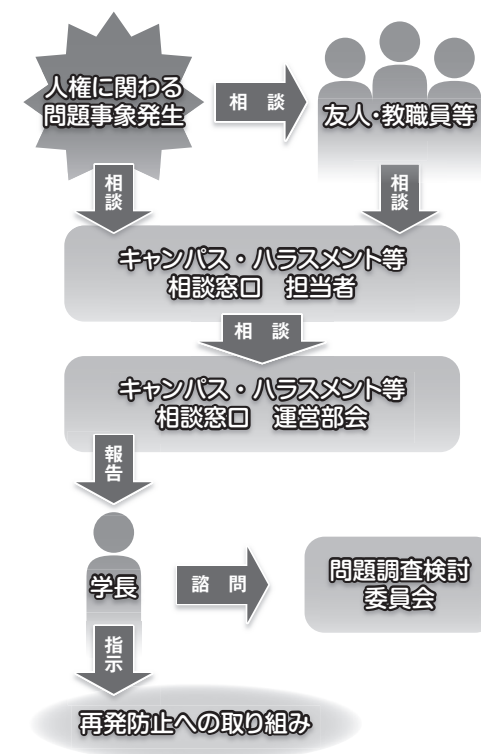 人権に関わる
問題事象発生
相 談
友人・教職員等
相談
相談
キャンパス・ハラスメント等
相談窓口 担当者
相 談
キャンパス・ハラスメント等
相談窓口 運営部会
報告
学長
諮 問
問題調査検討
委員会
指示
再発防止への取り組み